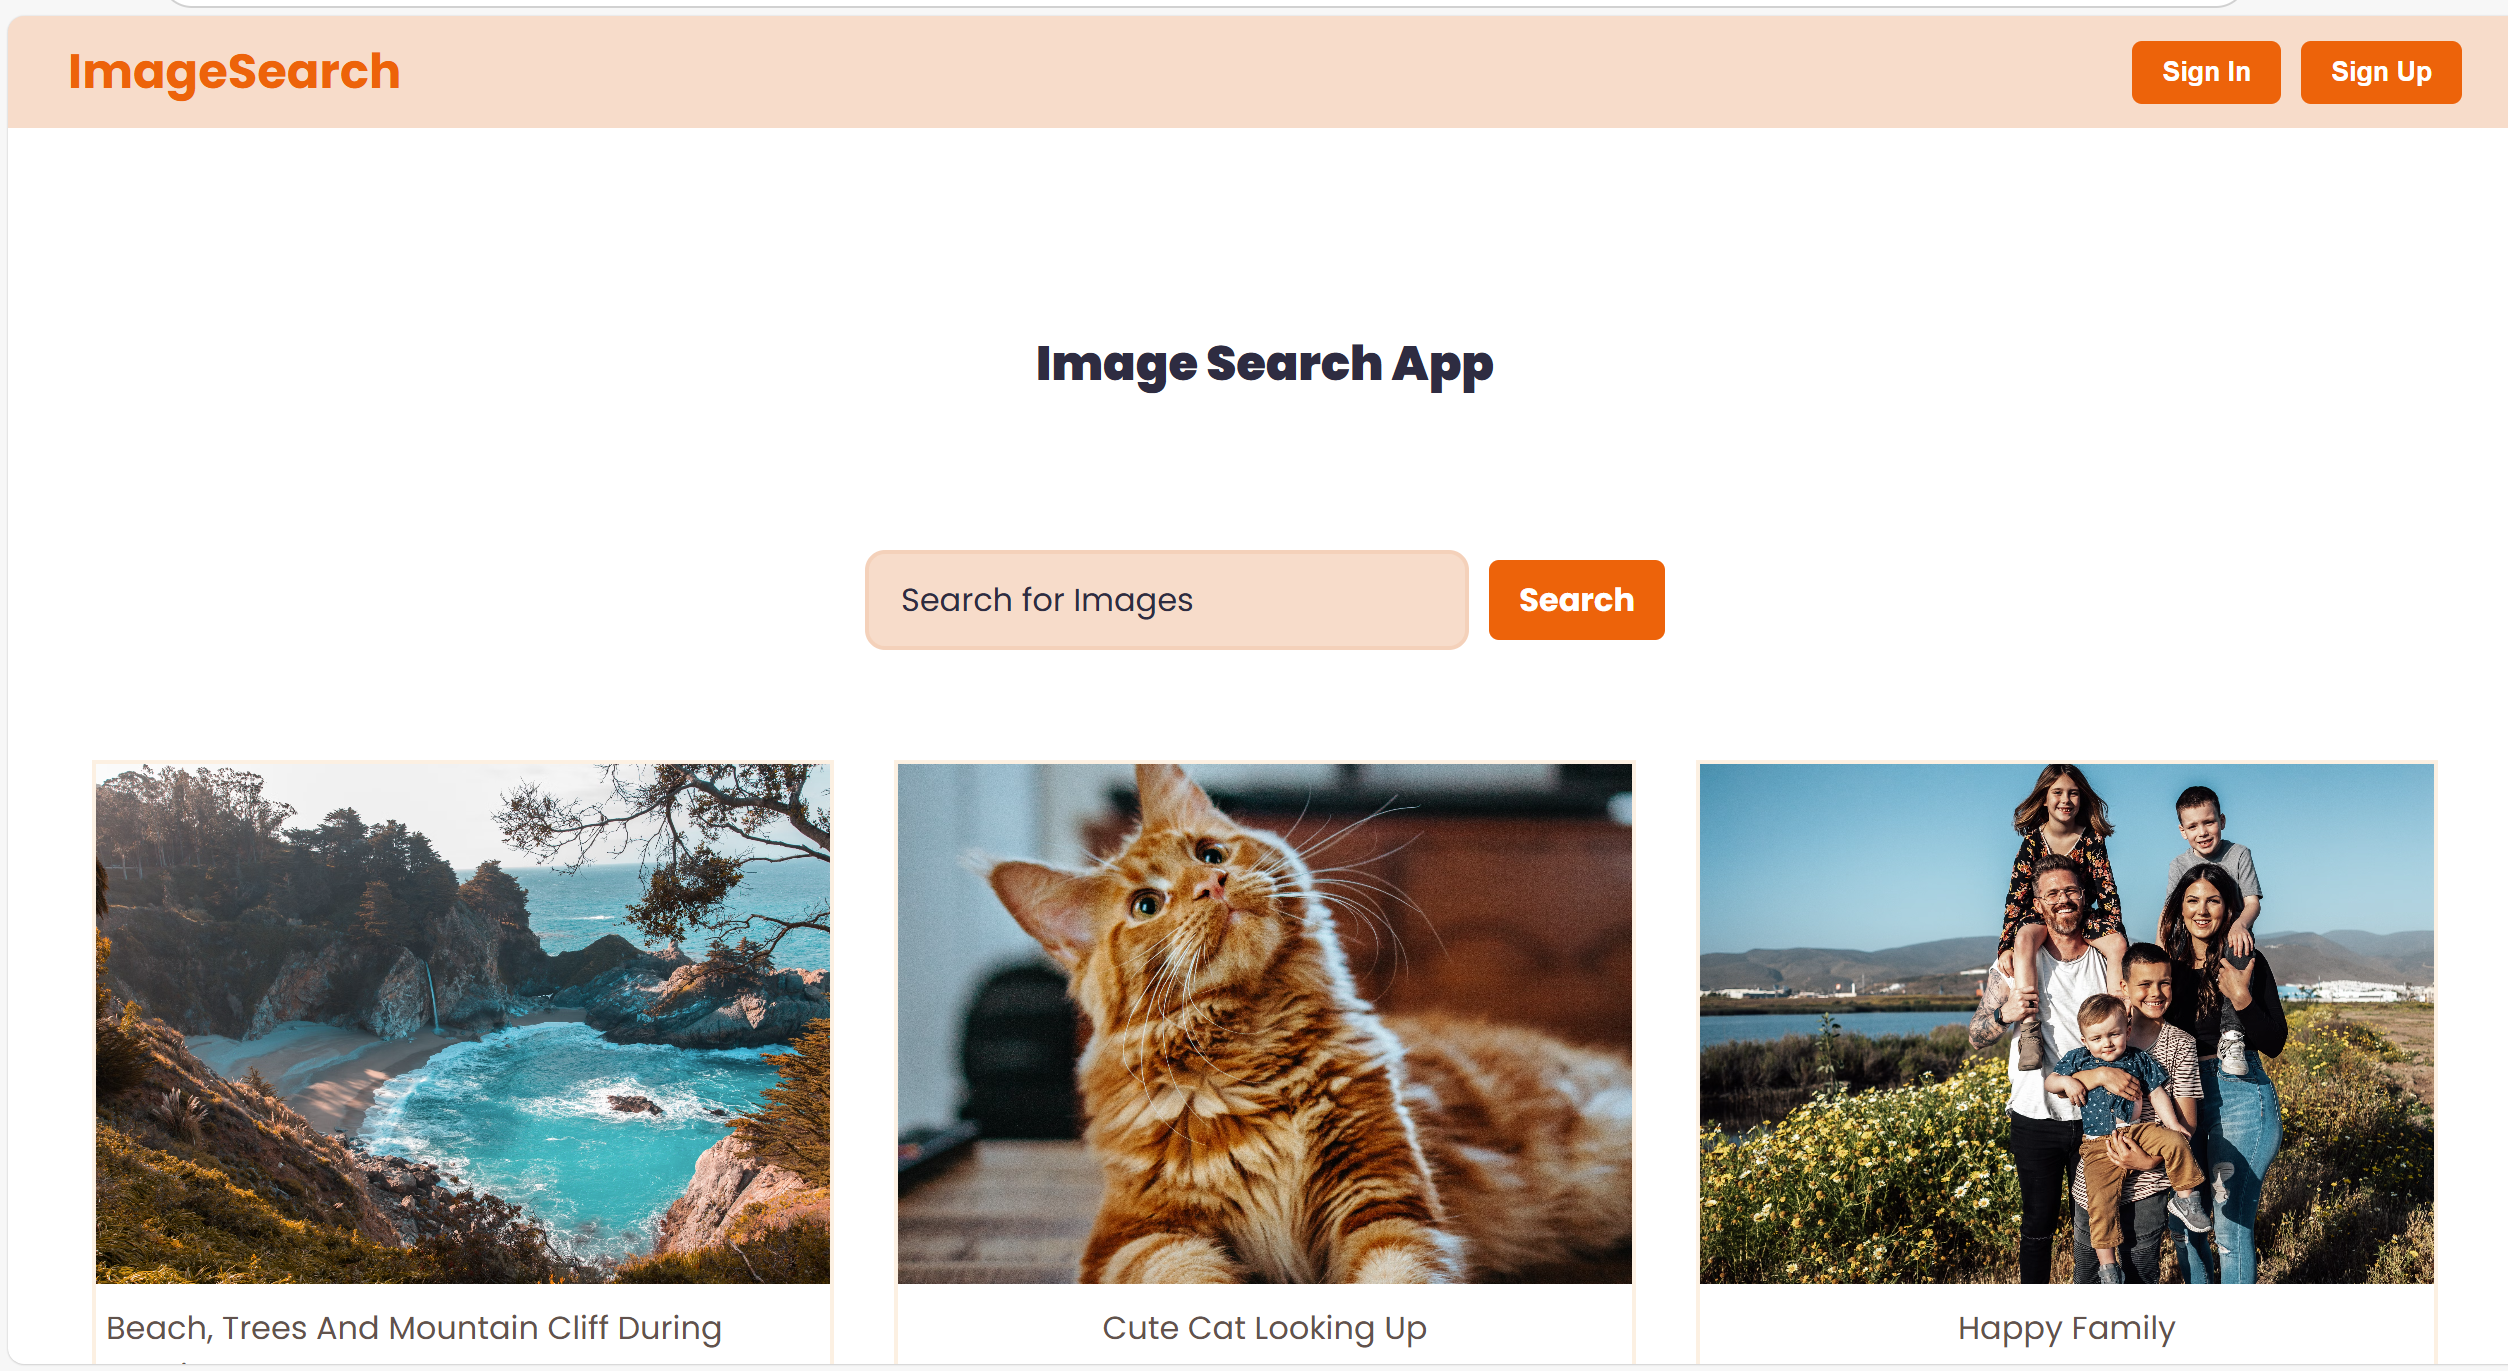 ImageSearch
Sign In
Sign Up
Image Search App
Search for Images
Search
Beach, Trees And Mountain Cliff During
Cute Cat Looking Up
Happy Family